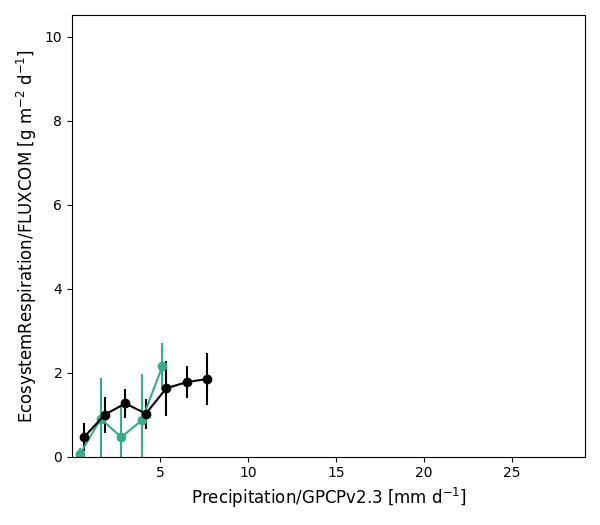 10
8
6
4
2
0
EcosystemRespiration/FLUXCOM [g m⁻² d⁻¹]
5 10 15 20 25
Precipitation/GPCPv2.3 [mm d⁻¹]